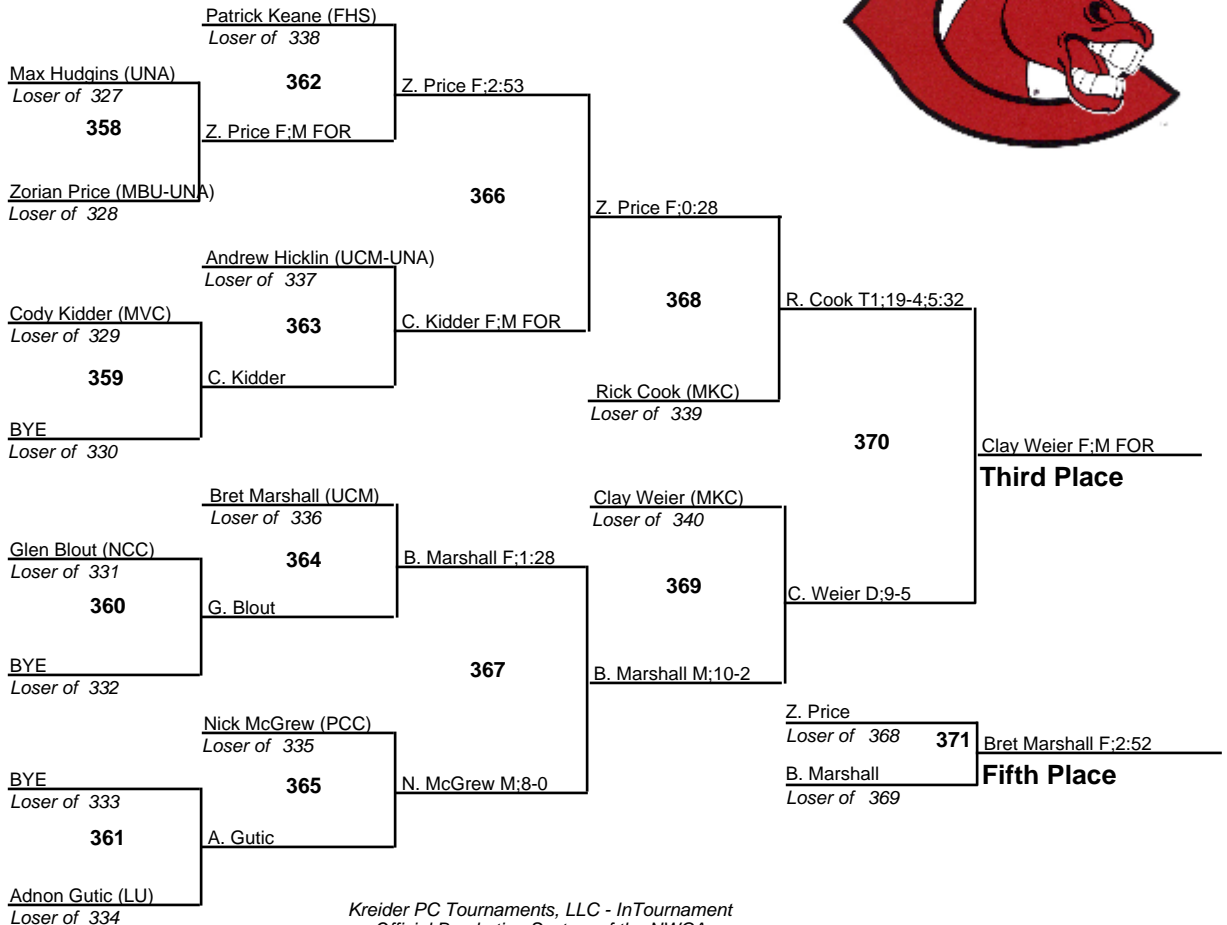 Patrick Keane (FHS)
Loser of 338
Max Hudgins (UNA)
Loser of 327
362
Z. Price F;2:53
358
Z. Price F;M FOR
Zorian Price (MBU-UNA)
Loser of 328
366
Z. Price F;0:28
Andrew Hicklin (UCM-UNA)
Loser of 337
Cody Kidder (MVC)
Loser of 329
363
C. Kidder F;M FOR
368
R. Cook T1;19-4;5:32
359
C. Kidder
Rick Cook (MKC)
Loser of 339
BYE
Loser of 330
370
Clay Weier F;M FOR
Third Place
Bret Marshall (UCM)
Loser of 336
Clay Weier (MKC)
Loser of 340
Glen Blout (NCC)
Loser of 331
364
B. Marshall F;1:28
369
C. Weier D;9-5
360
G. Blout
BYE
Loser of 332
367
B. Marshall M;10-2
Nick McGrew (PCC)
Loser of 335
Z. Price
Loser of 368
371
Bret Marshall F;2:52
Fifth Place
B. Marshall
Loser of 369
BYE
Loser of 333
365
N. McGrew M;8-0
361
A. Gutic
Adnon Gutic (LU)
Loser of 334
Kreider PC Tournaments, LLC - InTournament